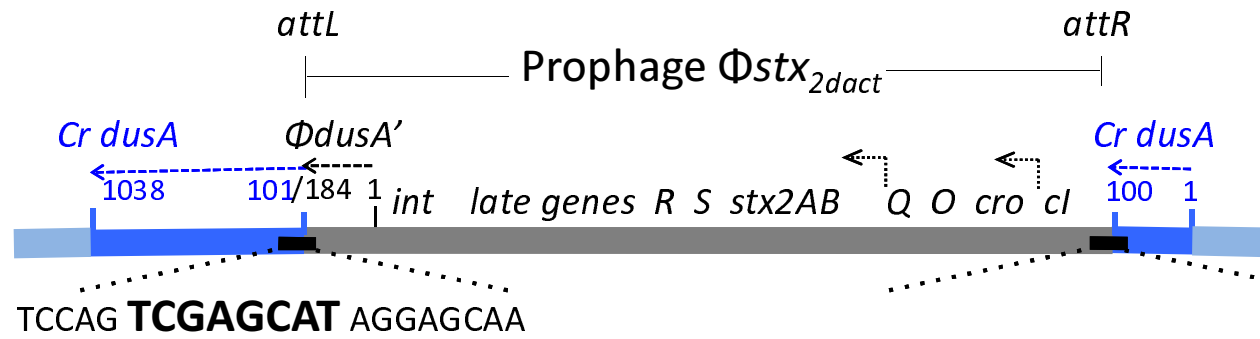 attL attR
Prophage Φstx2dact
Cr dusA ΦdusA’ Cr dusA
1038 101/184 1 100 1
int late genes R S stx2AB Q O cro cI
TCCAG TCGAGCAT AGGAGCAA